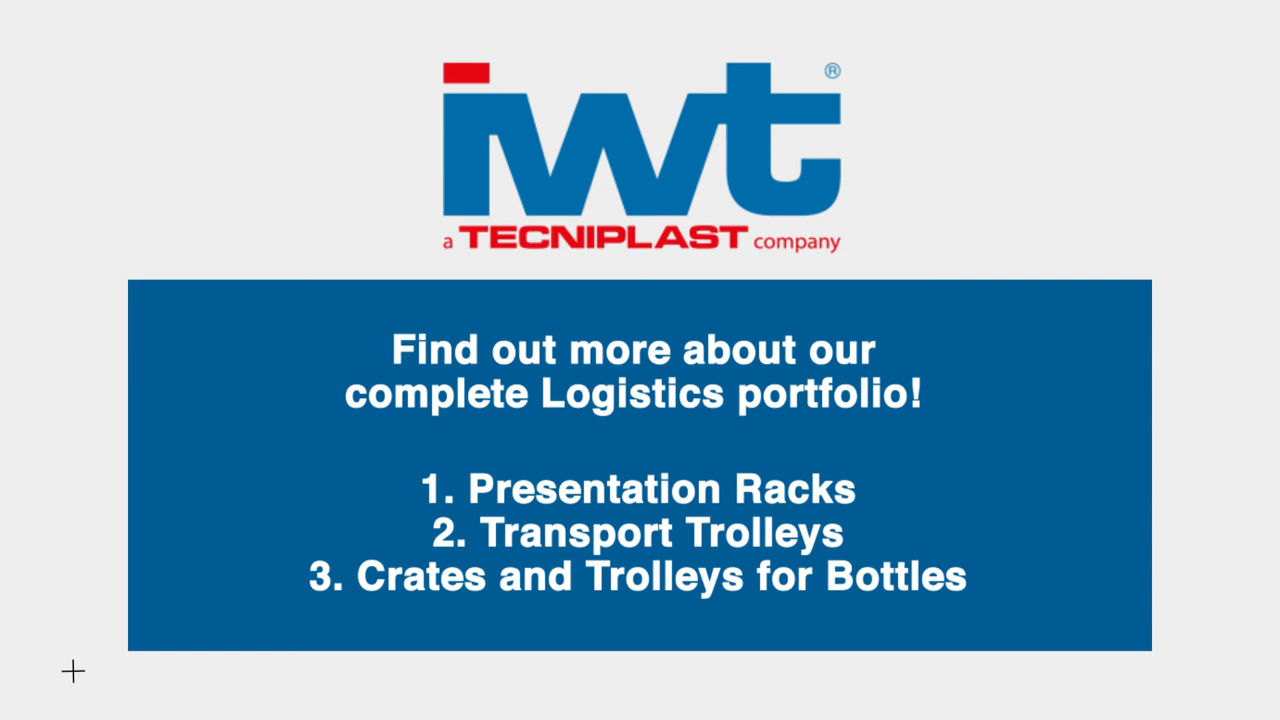 iwt®
a TECNIPLAST company
Find out more about our
complete Logistics portfolio!
1. Presentation Racks
2. Transport Trolleys
3. Crates and Trolleys for Bottles